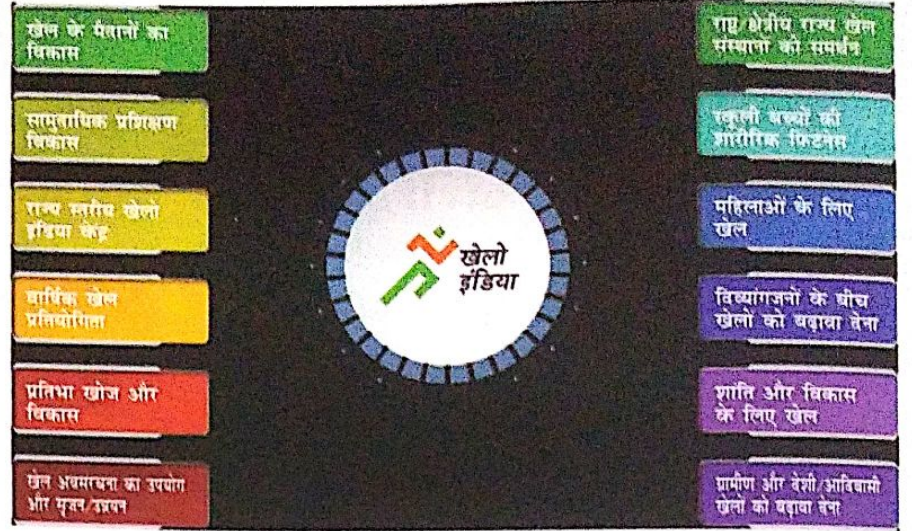 खेल के मैदानों का
विकास
सामुदायिक प्रशिक्षण
विकास
राज्य स्तरीय खेलो
इंडिया केंद्र
वार्षिक खेल
प्रतियोगिता
प्रतिभा खोज और
विकास
खेल अवसंरचना का उपयोग
और सृजन/उन्नयन
खेलो
इंडिया
राष्ट्र क्षेत्रीय राज्य खेल
संस्थानों को समर्थन
स्कूली बच्चों की
शारीरिक फिटनेस
महिलाओं के लिए
खेल
दिव्यांगजनों के बीच
खेलों को बढ़ावा देना
शांति और विकास
के लिए खेल
ग्रामीण और देशी/आदिवासी
खेलों को बढ़ावा देना